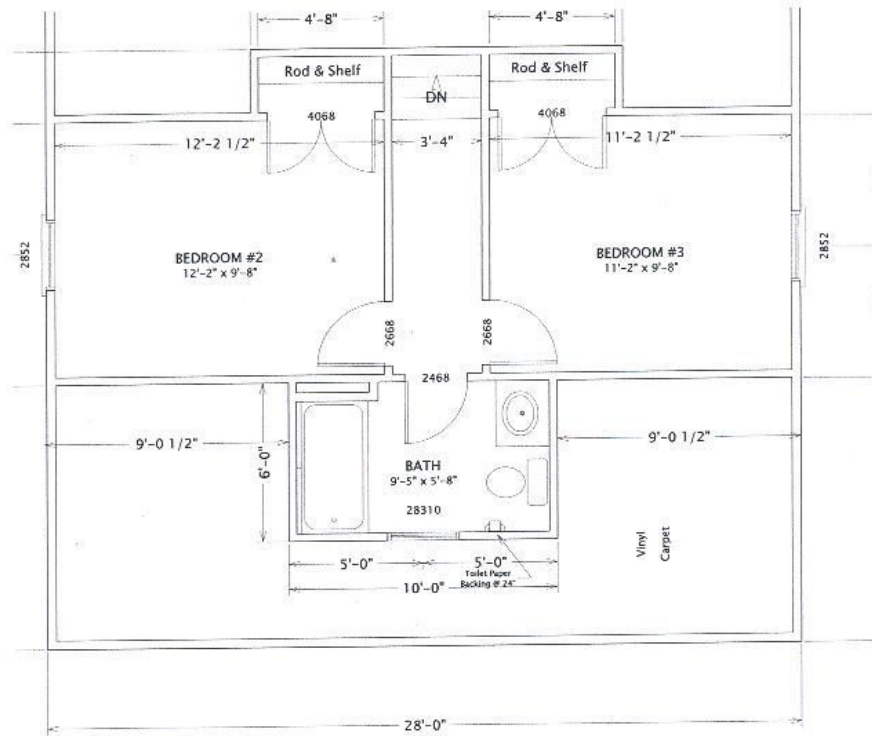 4'-8"
4'-8"
Rod & Shelf
DN
Rod & Shelf
4068
4068
12'-2 1/2"
3'-4"
11'-2 1/2"
2852
BEDROOM #2
12'-2" x 9'-8"
BEDROOM #3
11'-2" x 9'-8"
2852
2668
2668
2468
9'-0 1/2"
6'-0"
BATH
9'-5" x 5'-8"
28310
9'-0 1/2"
Vinyl
Carpet
5'-0"
5'-0"
Toilet Paper
Backing @ 24"
10'-0"
28'-0"